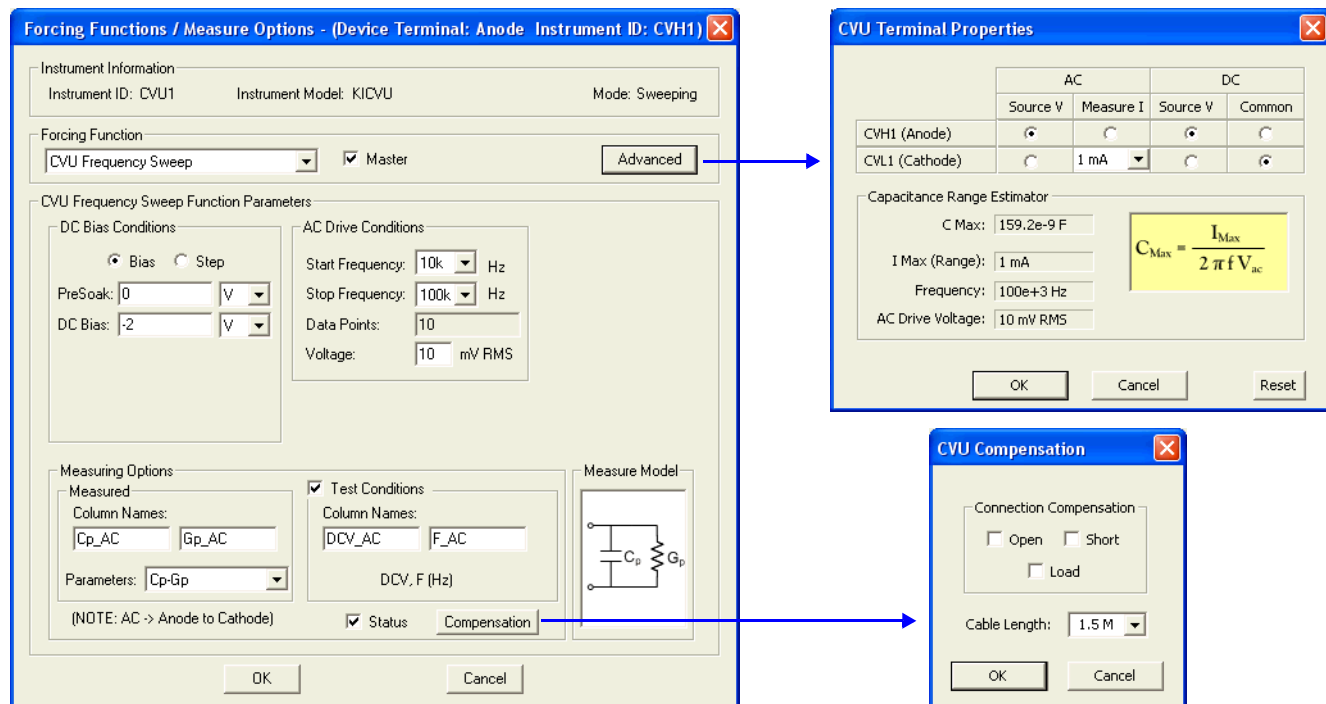 Forcing Functions / Measure Options - (Device Terminal: Anode Instrument ID: CVH1)
Instrument Information
Instrument ID: CVU1 Instrument Model: KICVU Mode: Sweeping
Forcing Function
CVU Frequency Sweep Master Advanced
CVU Frequency Sweep Function Parameters
DC Bias Conditions
Bias Step
PreSoak: 0 V
DC Bias: -2 V
AC Drive Conditions
Start Frequency: 10k Hz
Stop Frequency: 100k Hz
Data Points: 10
Voltage: 10 mV RMS
Measuring Options
Measured
Column Names:
Cp_AC Gp_AC
Parameters: Cp-Gp
(NOTE: AC -> Anode to Cathode)
Test Conditions
Column Names:
DCV_AC F_AC
DCV, F (Hz)
Status Compensation
Measure Model
Cp Gp
OK Cancel
CVU Terminal Properties
AC DC
Source V Measure I Source V Common
CVH1 (Anode)
CVL1 (Cathode) 1 mA
Capacitance Range Estimator
C Max: 159.2e-9 F
I Max (Range): 1 mA
Frequency: 100e+3 Hz
AC Drive Voltage: 10 mV RMS
C_Max = I_Max / 2 π f V_ac
OK Cancel Reset
CVU Compensation
Connection Compensation
Open Short
Load
Cable Length: 1.5 M
OK Cancel